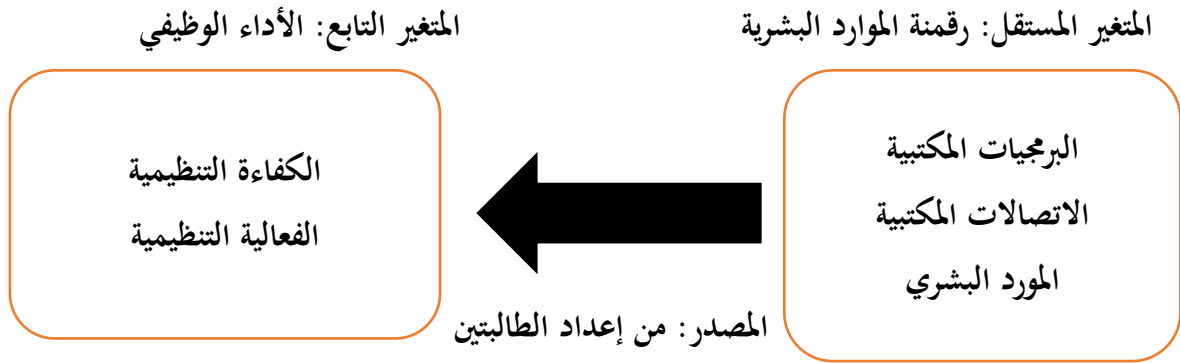 المتغير المستقل: رقمنة الموارد البشرية
المتغير التابع: الأداء الوظيفي
البرمجيات المكتبية
الاتصالات المكتبية
المورد البشري
الكفاءة التنظيمية
الفعالية التنظيمية
المصدر: من إعداد الطالبتين